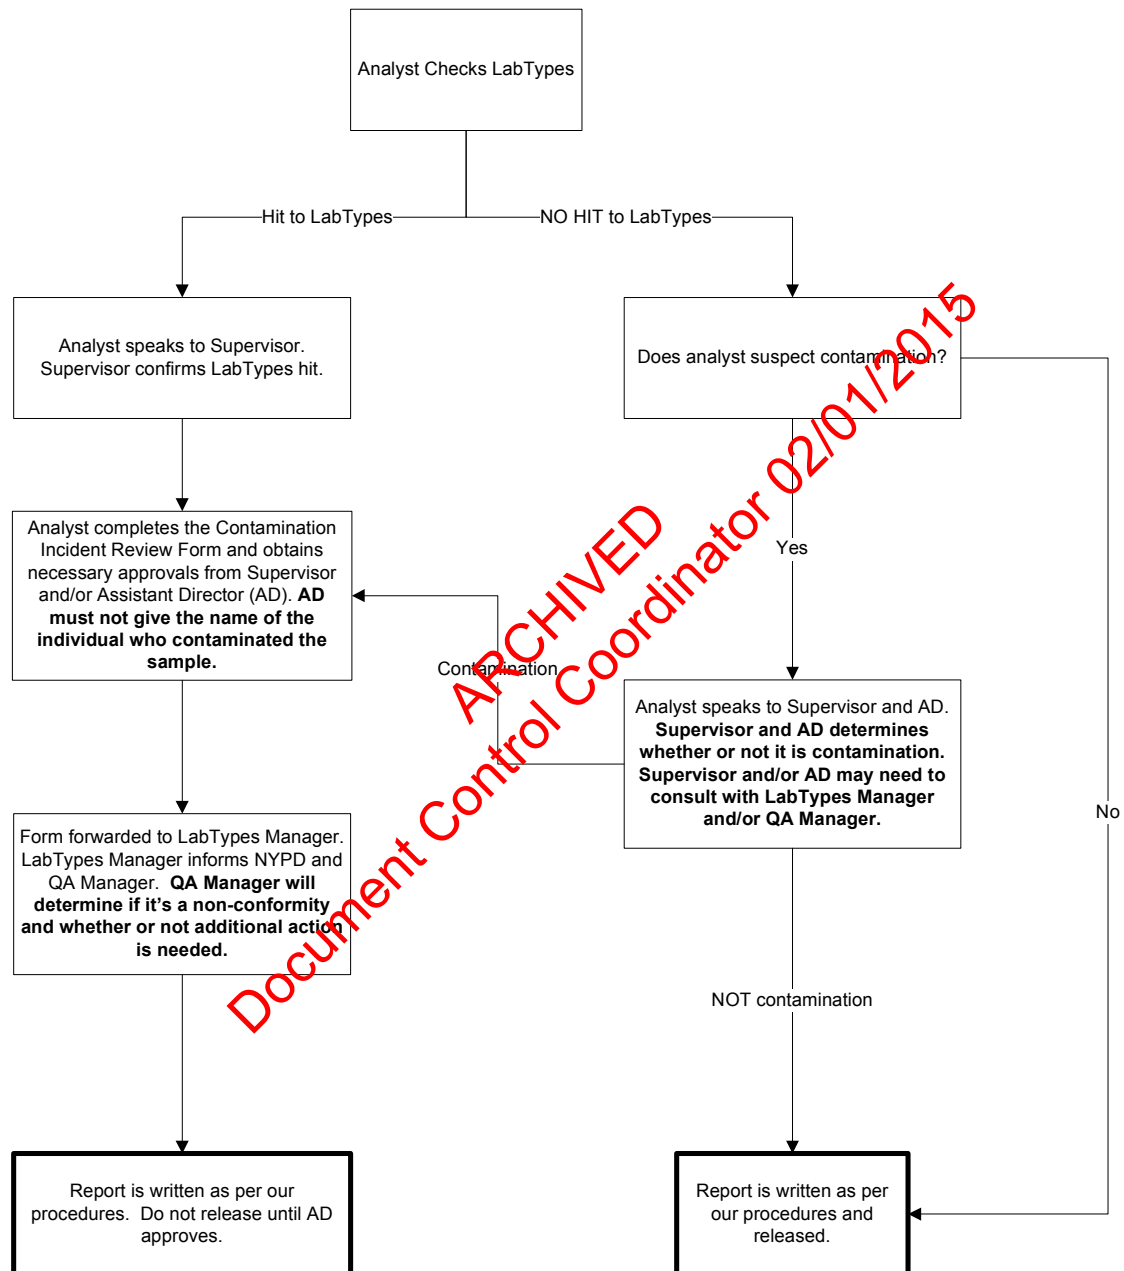 Analyst Checks LabTypes
Hit to LabTypes
NO HIT to LabTypes
Analyst speaks to Supervisor.
Supervisor confirms LabTypes hit.
Does analyst suspect contamination?
Analyst completes the Contamination
Incident Review Form and obtains
necessary approvals from Supervisor
and/or Assistant Director (AD). AD
must not give the name of the
individual who contaminated the
sample.
Yes
Contamination
Analyst speaks to Supervisor and AD.
Supervisor and AD determines
whether or not it is contamination.
Supervisor and/or AD may need to
consult with LabTypes Manager
and/or QA Manager.
No
Form forwarded to LabTypes Manager.
LabTypes Manager informs NYPD and
QA Manager.  QA Manager will
determine if it's a non-conformity
and whether or not additional action
is needed.
NOT contamination
Report is written as per our
procedures.  Do not release until AD
approves.
Report is written as per
our procedures and
released.
ARCHIVED
Document Control Coordinator 02/01/2015